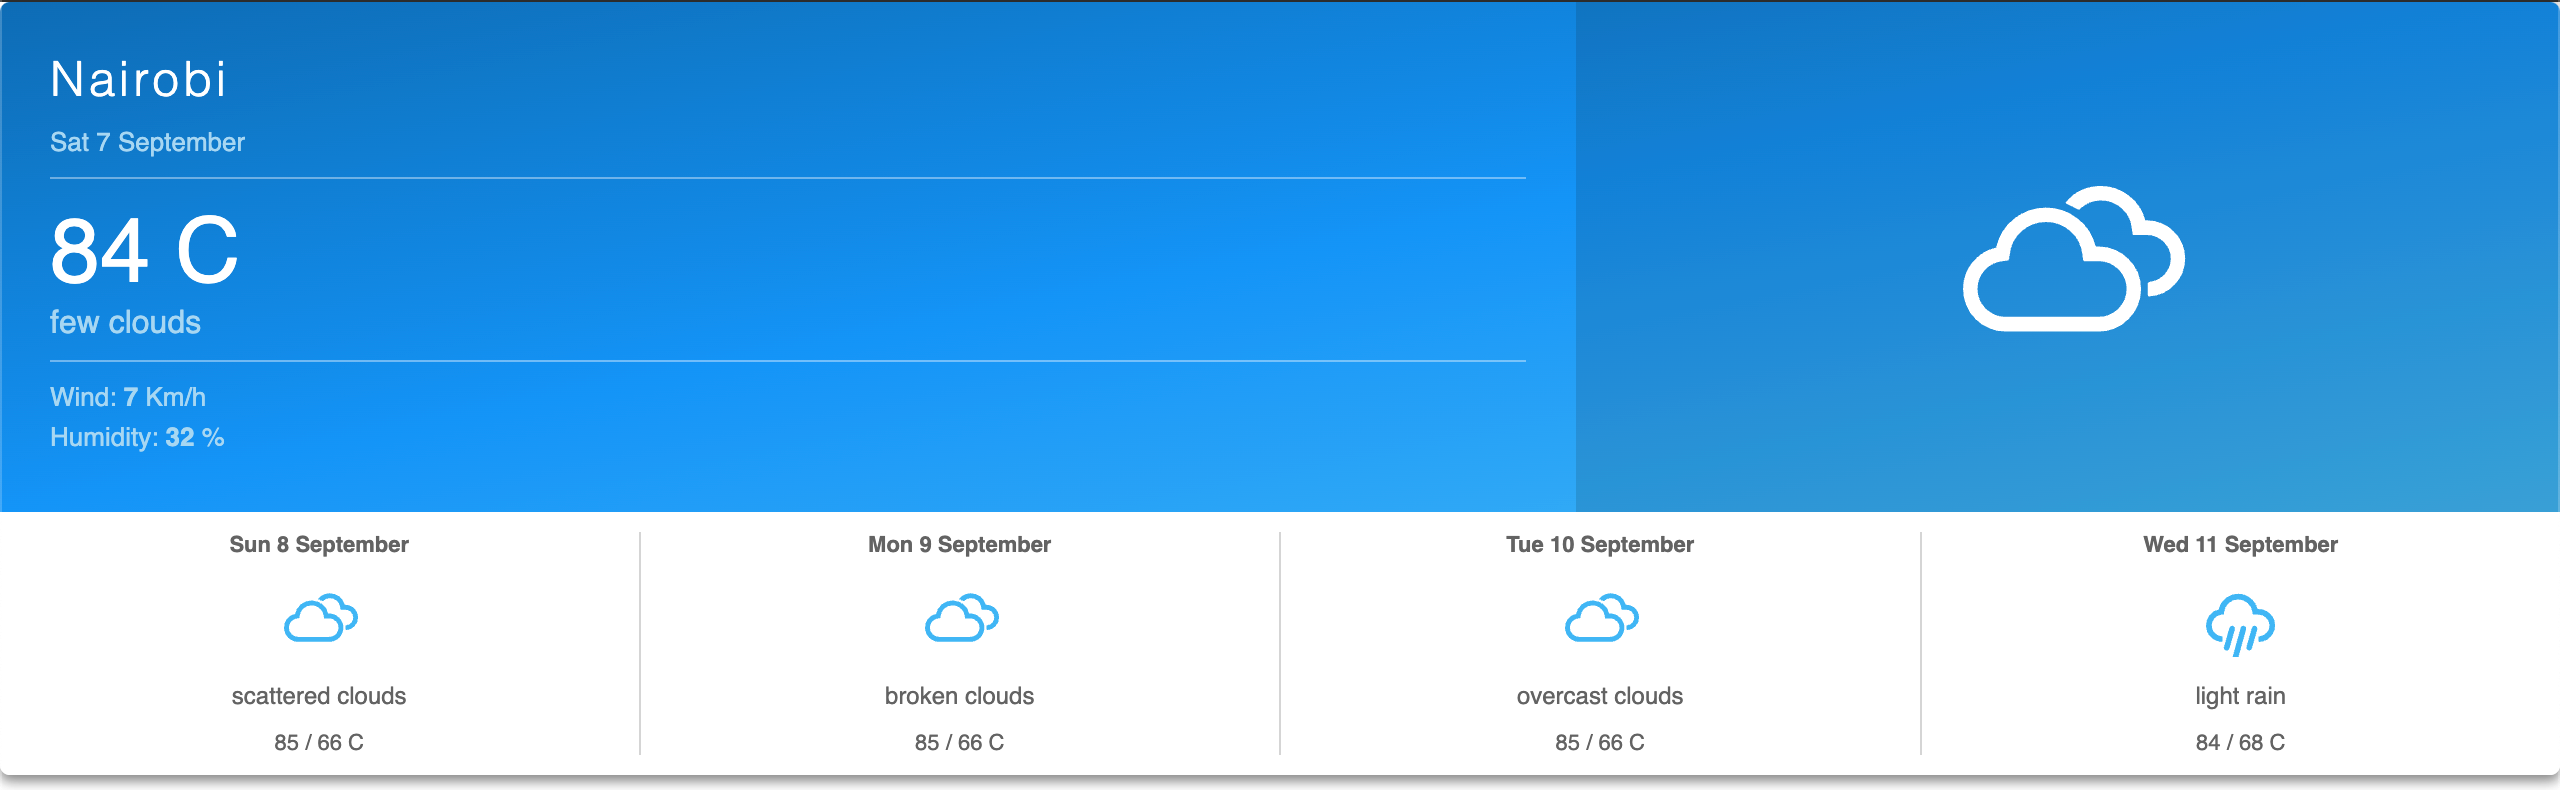 Nairobi
Sat 7 September
84 C
few clouds
Wind: 7 Km/h
Humidity: 32 %
Sun 8 September
scattered clouds
85 / 66 C
Mon 9 September
broken clouds
85 / 66 C
Tue 10 September
overcast clouds
85 / 66 C
Wed 11 September
light rain
84 / 68 C